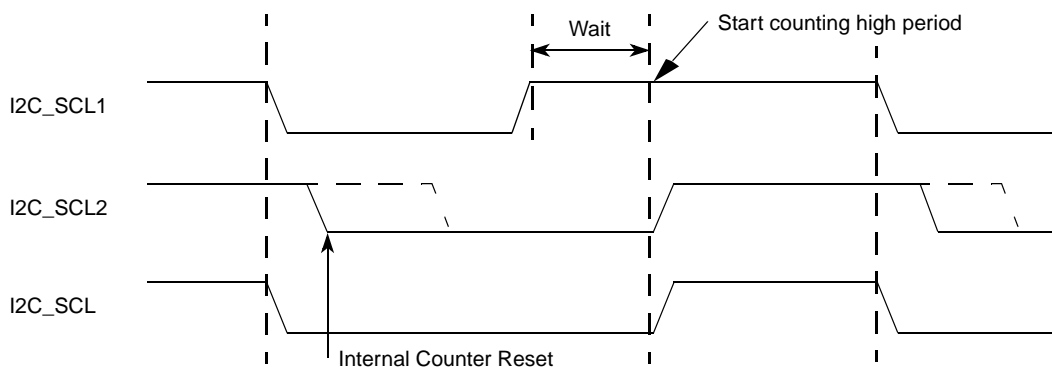 Start counting high period
Wait
I2C_SCL1
I2C_SCL2
I2C_SCL
Internal Counter Reset